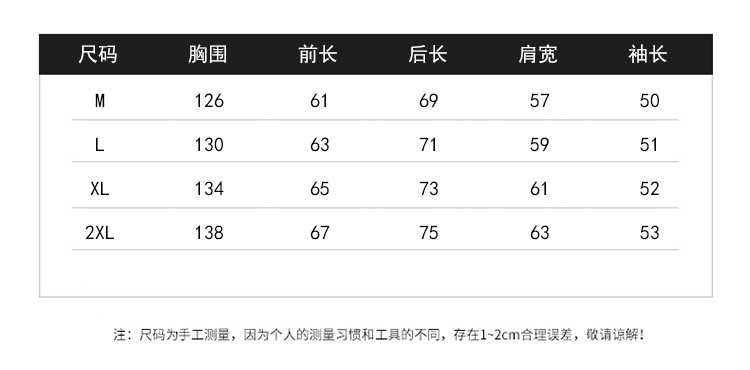 尺码 胸围 前长 后长 肩宽 袖长
M 126 61 69 57 50
L 130 63 71 59 51
XL 134 65 73 61 52
2XL 138 67 75 63 53
注：尺码为手工测量，因为个人的测量习惯和工具的不同，存在1~2cm合理误差，敬请谅解！